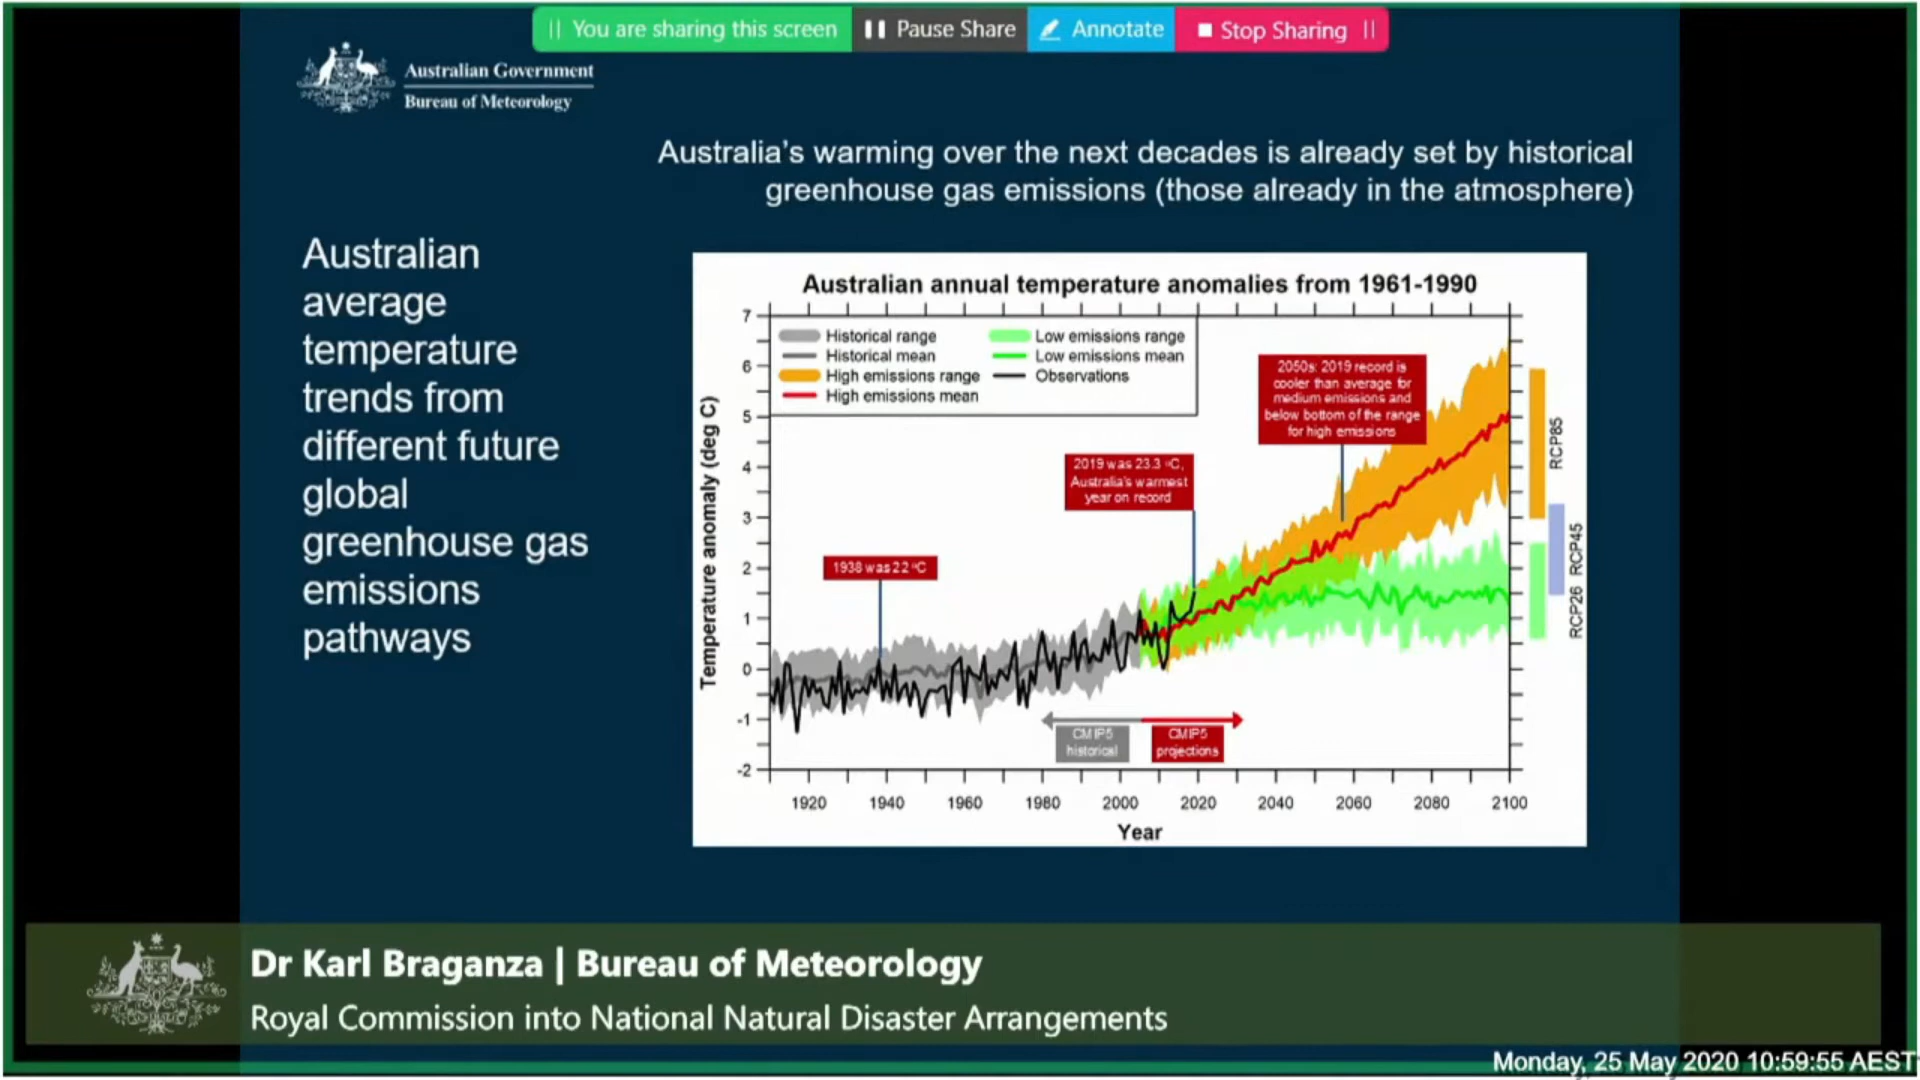 You are sharing this screen
Pause Share
Annotate
Stop Sharing
Australian Government
Bureau of Meteorology
Australia's warming over the next decades is already set by historical
greenhouse gas emissions (those already in the atmosphere)
Australian
average
temperature
trends from
different future
global
greenhouse gas
emissions
pathways
Australian annual temperature anomalies from 1961-1990
Historical range
Historical mean
High emissions range
High emissions mean
Low emissions range
Low emissions mean
Observations
2050s: 2019 record is
cooler than average for
medium emissions and
below bottom of the range
for high emissions
2019 was 23.3 ºC,
Australia's warmest
year on record
1938 was 22 ºC
CMIP5
historical
CMIP5
projections
Temperature anomaly (deg C)
7
6
5
4
3
2
1
0
-1
-2
1920 1940 1960 1980 2000 2020 2040 2060 2080 2100
Year
RCP85
RCP45
RCP26
Dr Karl Braganza | Bureau of Meteorology
Royal Commission into National Natural Disaster Arrangements
Monday, 25 May 2020 10:59:55 AEST